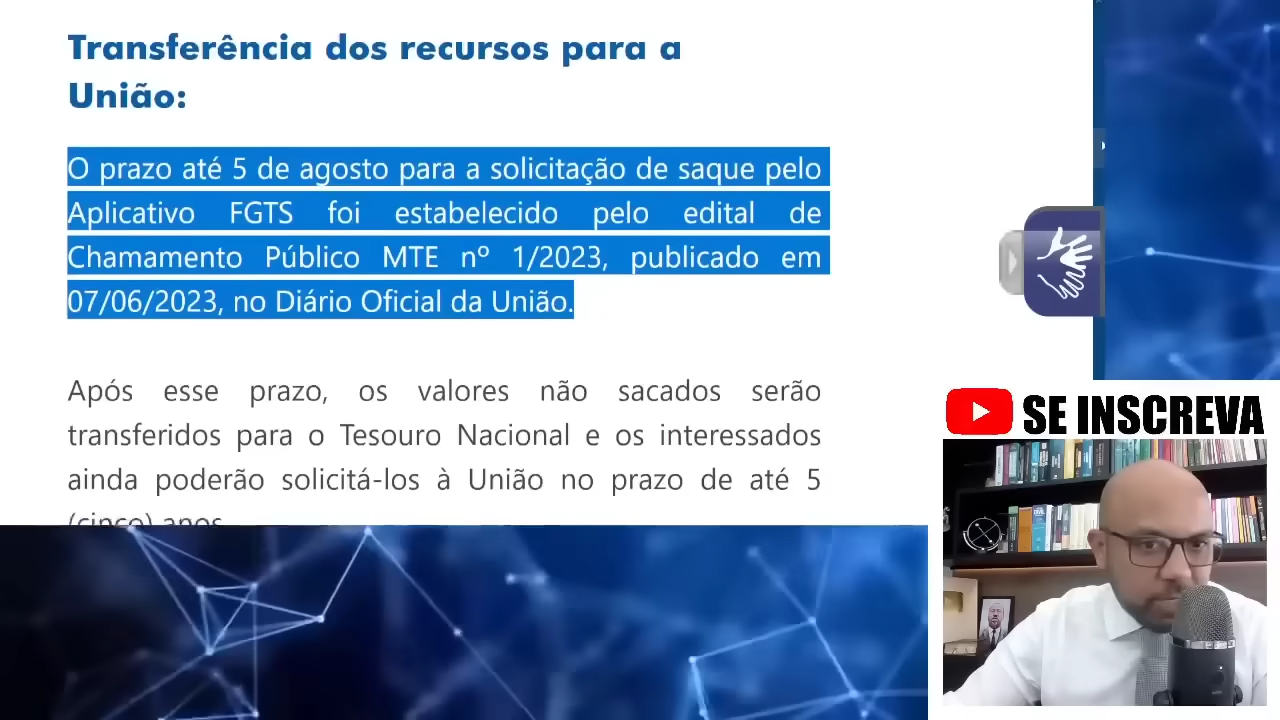 Transferência dos recursos para a
União:
O prazo até 5 de agosto para a solicitação de saque pelo
Aplicativo FGTS foi estabelecido pelo edital de
Chamamento Público MTE nº 1/2023, publicado em
07/06/2023, no Diário Oficial da União.
Após esse prazo, os valores não sacados serão
transferidos para o Tesouro Nacional e os interessados
ainda poderão solicitá-los à União no prazo de até 5
(cinco) anos
SE INSCREVA